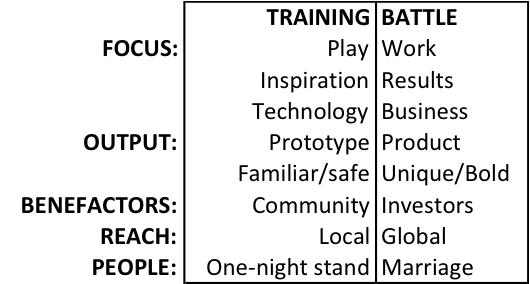 TRAINING BATTLE
FOCUS: Play Work
Inspiration Results
Technology Business
OUTPUT: Prototype Product
Familiar/safe Unique/Bold
BENEFACTORS: Community Investors
REACH: Local Global
PEOPLE: One-night stand Marriage